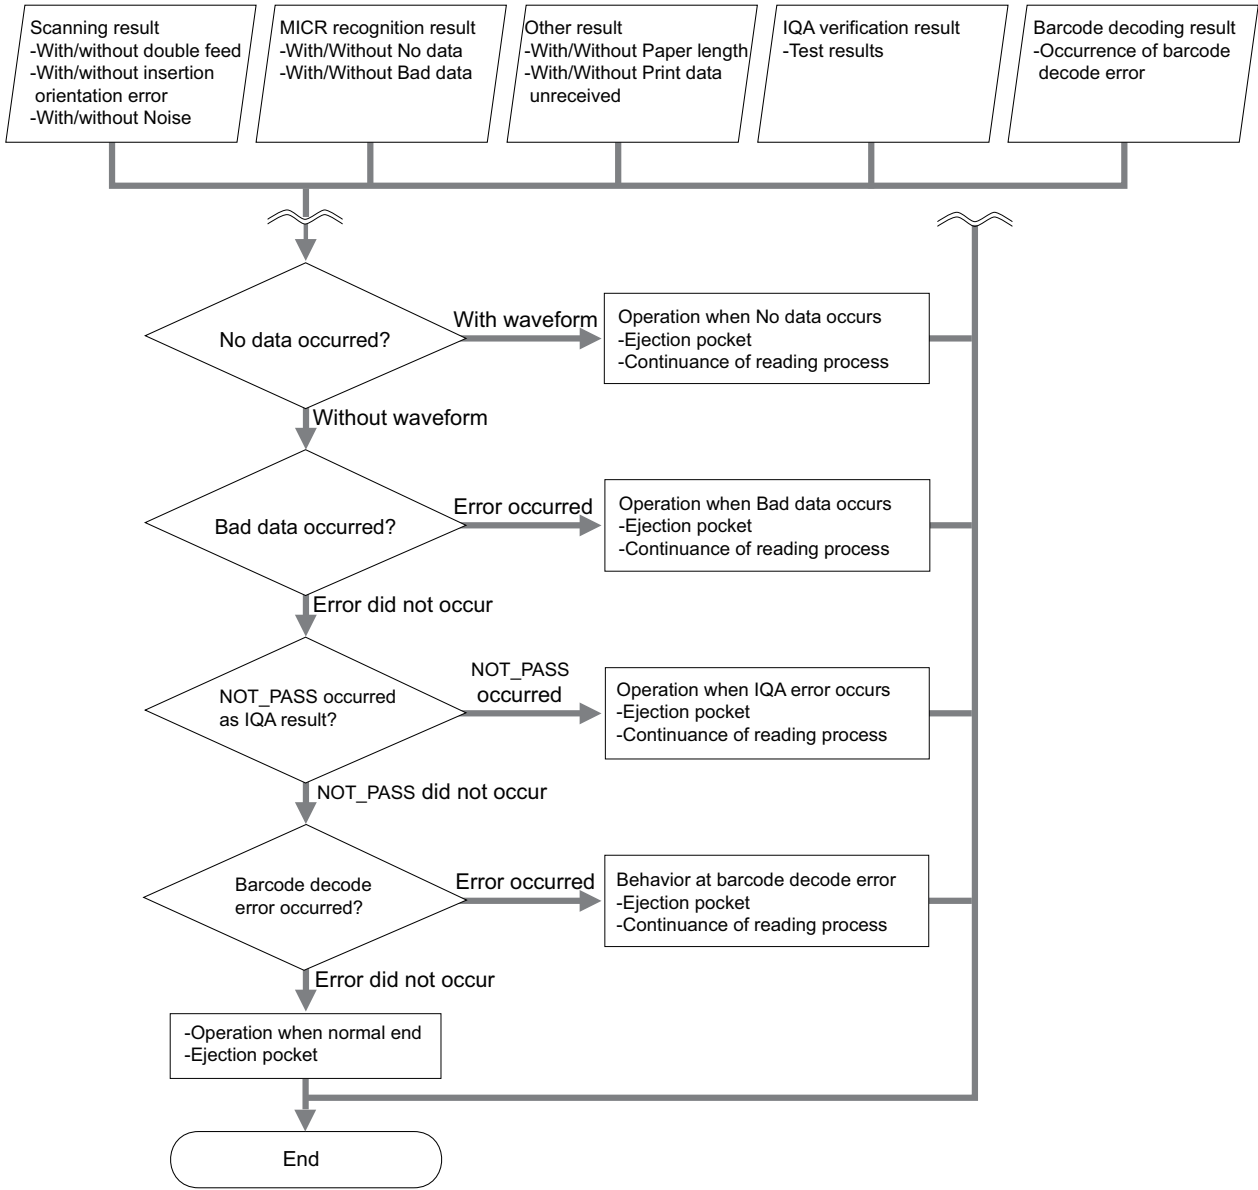 Scanning result
-With/without double feed
-With/without insertion
orientation error
-With/without Noise
MICR recognition result
-With/Without No data
-With/Without Bad data
Other result
-With/Without Paper length
-With/Without Print data
unreceived
IQA verification result
-Test results
Barcode decoding result
-Occurrence of barcode
decode error
No data occurred?
With waveform
Operation when No data occurs
-Ejection pocket
-Continuance of reading process
Without waveform
Bad data occurred?
Error occurred
Operation when Bad data occurs
-Ejection pocket
-Continuance of reading process
Error did not occur
NOT_PASS occurred
as IQA result?
NOT_PASS
occurred
Operation when IQA error occurs
-Ejection pocket
-Continuance of reading process
NOT_PASS did not occur
Barcode decode
error occurred?
Error occurred
Behavior at barcode decode error
-Ejection pocket
-Continuance of reading process
Error did not occur
-Operation when normal end
-Ejection pocket
End